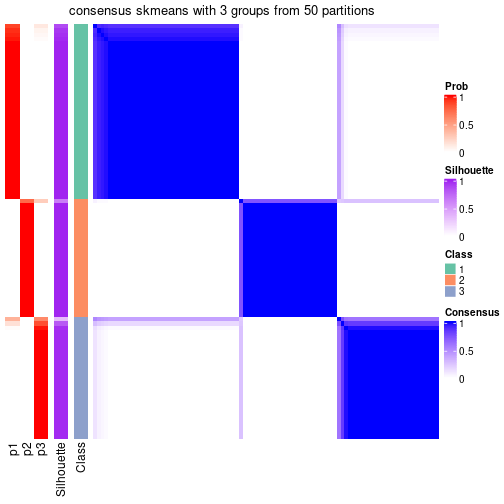 consensus skmeans with 3 groups from 50 partitions
Prob
1
0.5
0
Silhouette
1
0.5
0
Class
1
2
3
Consensus
1
0.5
0
p1
p2
p3
Silhouette
Class